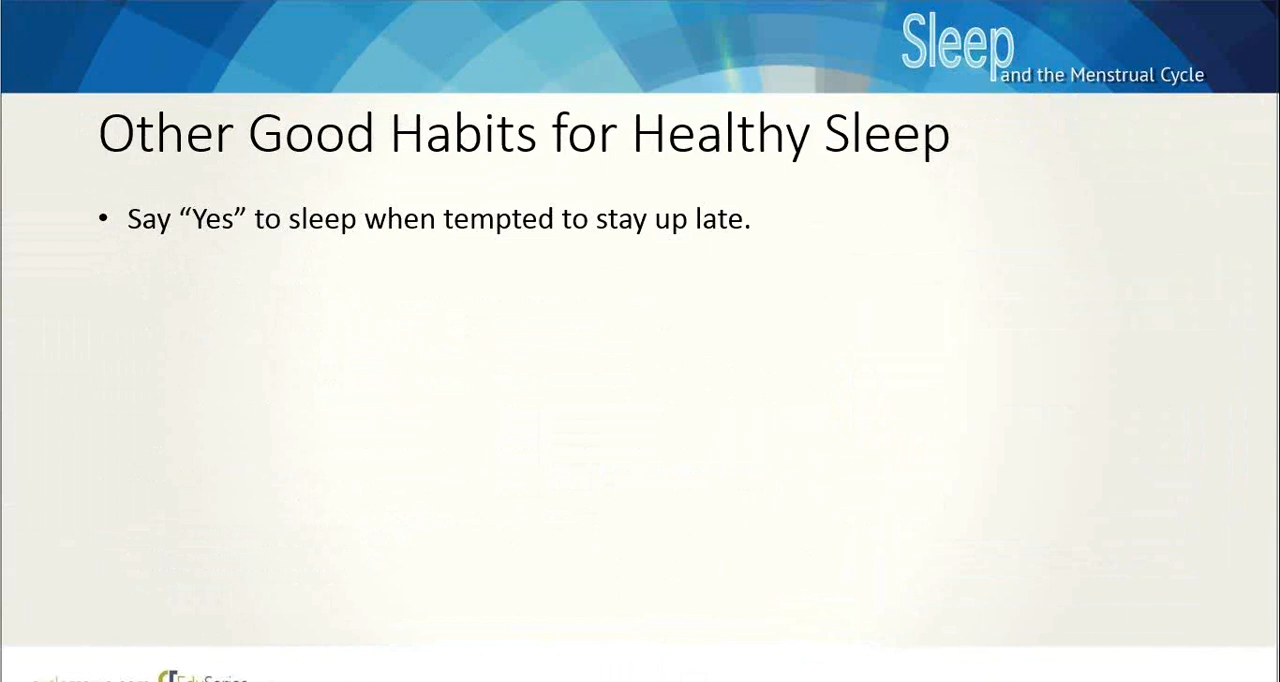 Sleep
and the Menstrual Cycle
Other Good Habits for Healthy Sleep
• Say “Yes” to sleep when tempted to stay up late.